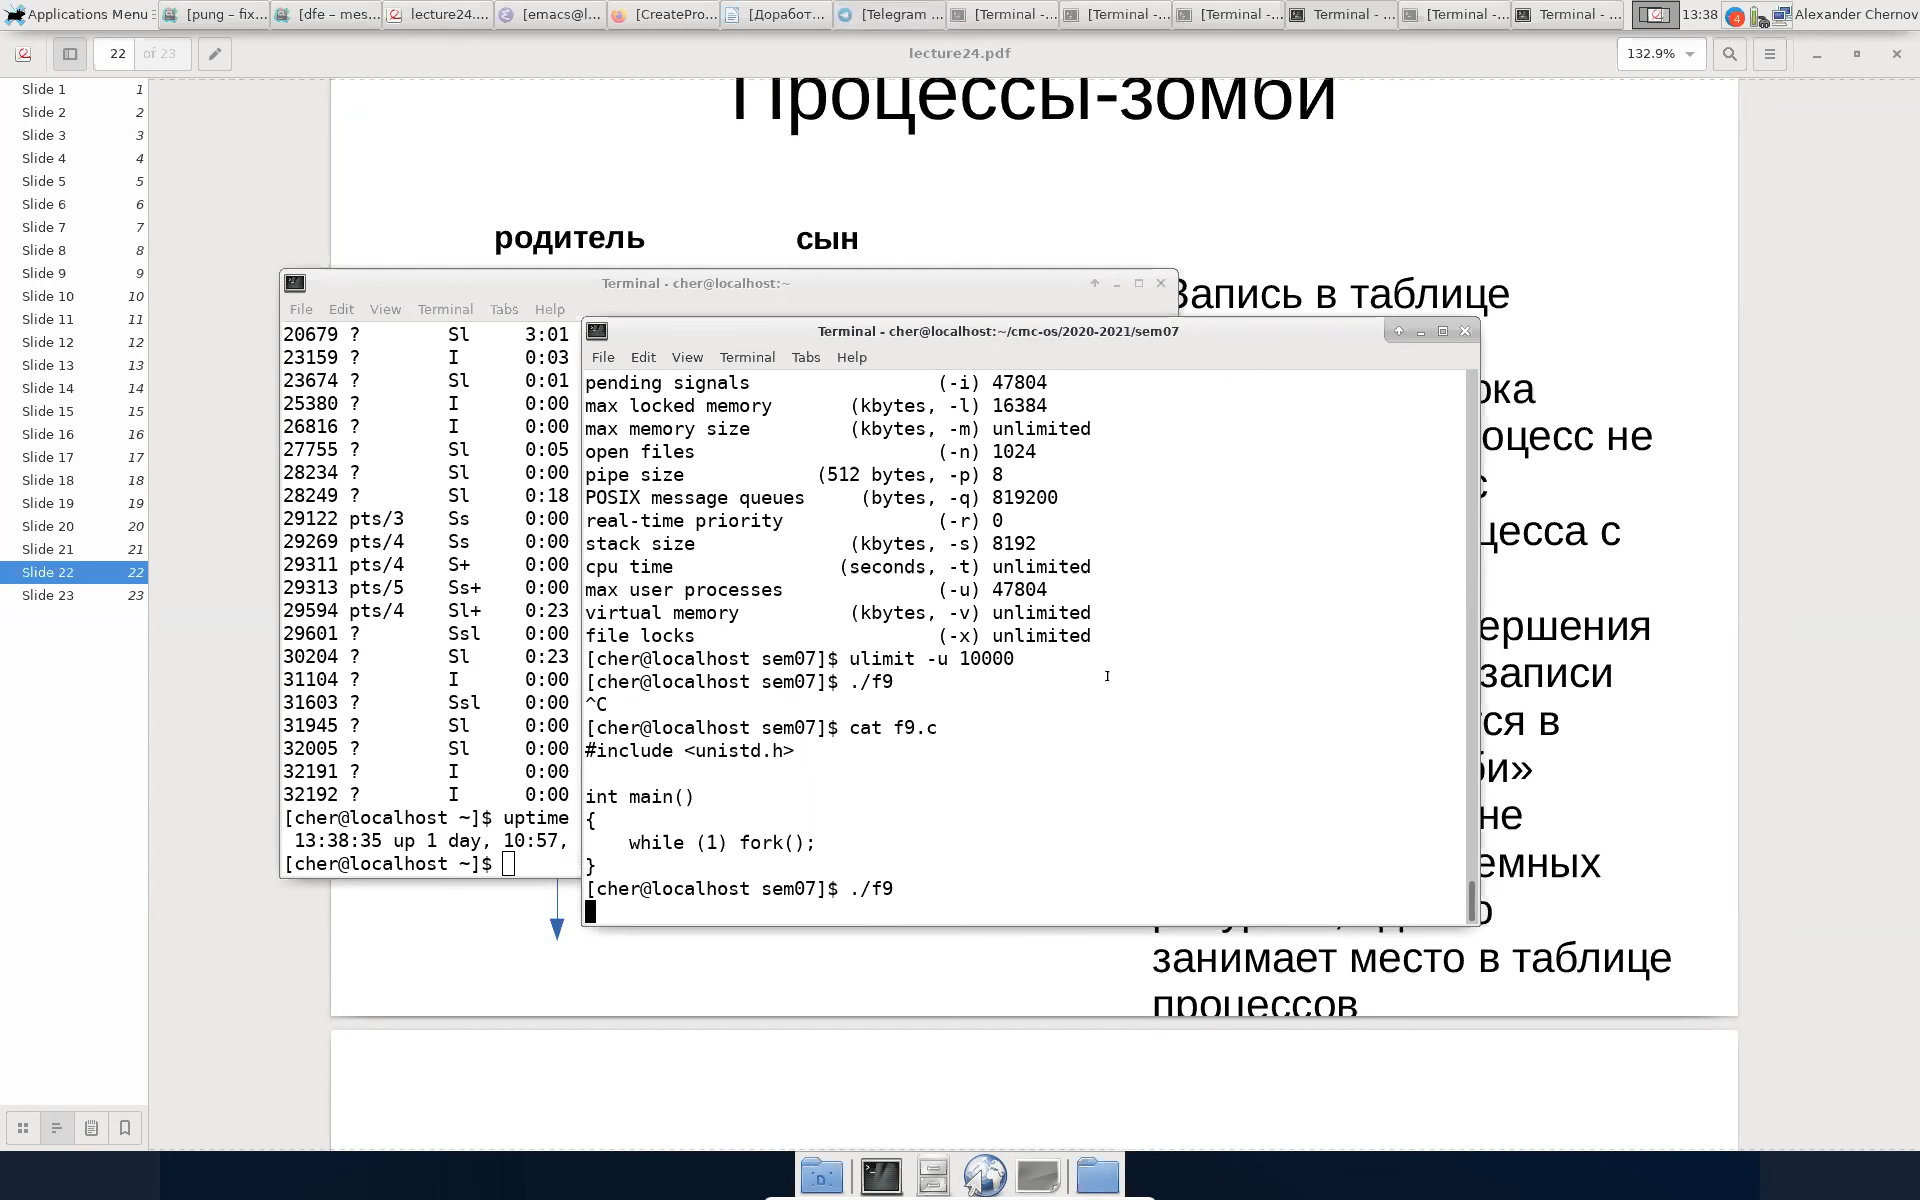 Applications Menu
[pung – fix...
[dfe – mes...
lecture24....
[emacs@l...
[CreatePro...
[Доработ...
[Telegram ...
[Terminal -...
[Terminal -...
[Terminal -...
Terminal - ...
[Terminal -...
Terminal - ...
13:38
4
Alexander Chernov
22 of 23
lecture24.pdf
132.9%
Slide 1 1
Slide 2 2
Slide 3 3
Slide 4 4
Slide 5 5
Slide 6 6
Slide 7 7
Slide 8 8
Slide 9 9
Slide 10 10
Slide 11 11
Slide 12 12
Slide 13 13
Slide 14 14
Slide 15 15
Slide 16 16
Slide 17 17
Slide 18 18
Slide 19 19
Slide 20 20
Slide 21 21
Slide 22 22
Slide 23 23
Процессы-зомби
родитель сын
Запись в таблице
оцесс не
цесса с
ершения
записи
тся в
би»
не
емных
занимает место в таблице
процессов
Terminal - cher@localhost:~
File Edit View Terminal Tabs Help
20679 ? Sl 3:01
23159 ? I 0:03
23674 ? Sl 0:01
25380 ? I 0:00
26816 ? I 0:00
27755 ? Sl 0:05
28234 ? Sl 0:00
28249 ? Sl 0:18
29122 pts/3 Ss 0:00
29269 pts/4 Ss 0:00
29311 pts/4 S+ 0:00
29313 pts/5 Ss+ 0:00
29594 pts/4 Sl+ 0:23
29601 ? Ssl 0:00
30204 ? Sl 0:23
31104 ? I 0:00
31603 ? Ssl 0:00
31945 ? Sl 0:00
32005 ? Sl 0:00
32191 ? I 0:00
32192 ? I 0:00
[cher@localhost ~]$ uptime
13:38:35 up 1 day, 10:57,
[cher@localhost ~]$
Terminal - cher@localhost:~/cmc-os/2020-2021/sem07
File Edit View Terminal Tabs Help
pending signals (-i) 47804
max locked memory (kbytes, -l) 16384
max memory size (kbytes, -m) unlimited
open files (-n) 1024
pipe size (512 bytes, -p) 8
POSIX message queues (bytes, -q) 819200
real-time priority (-r) 0
stack size (kbytes, -s) 8192
cpu time (seconds, -t) unlimited
max user processes (-u) 47804
virtual memory (kbytes, -v) unlimited
file locks (-x) unlimited
[cher@localhost sem07]$ ulimit -u 10000
[cher@localhost sem07]$ ./f9
^C
[cher@localhost sem07]$ cat f9.c
#include <unistd.h>
int main()
{
while (1) fork();
}
[cher@localhost sem07]$ ./f9